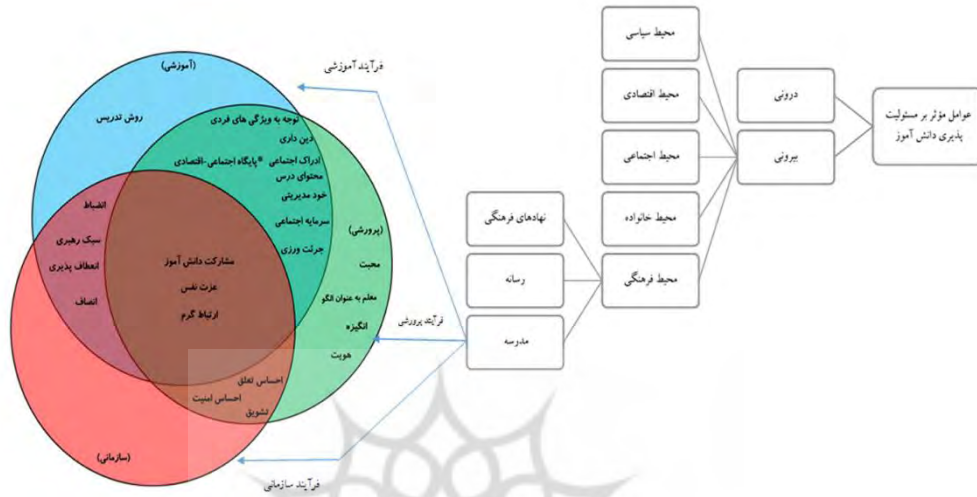 عوامل مؤثر بر مسئولیت
پذیری دانش آموز
درونی
بیرونی
محیط سیاسی
محیط اقتصادی
محیط اجتماعی
محیط خانواده
محیط فرهنگی
نهادهای فرهنگی
رسانه
مدرسه
فرآیند آموزشی
فرآیند پرورشی
فرآیند سازمانی
(آموزشی)
روش تدریس
توجه به ویژگی های فردی
دین داری
ادراک اجتماعی *پایگاه اجتماعی-اقتصادی
محتوای درس
خود مدیریتی
سرمایه اجتماعی
جرئت ورزی
(پرورشی)
محبت
معلم به عنوان الگو
انگیزه
هویت
انضباط
سبک رهبری
انعطاف پذیری
انصاف
مشارکت دانش آموز
عزت نفس
ارتباط گرم
احساس تعلق
احساس امنیت
تشویق
(سازمانی)